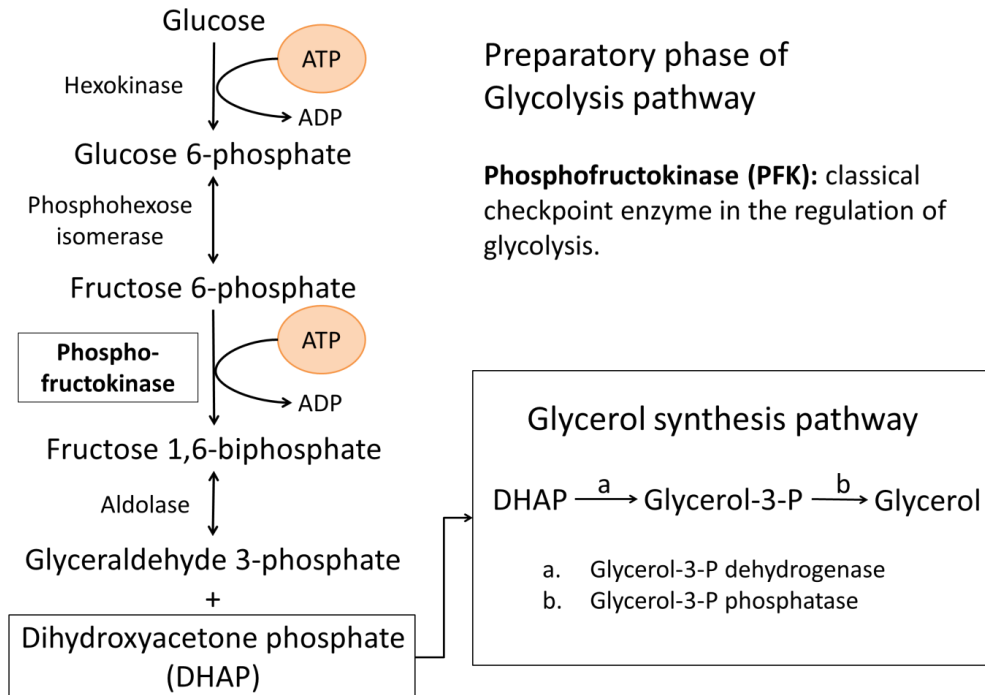 Glucose
ATP
Hexokinase
ADP
Glucose 6-phosphate
Phosphohexose
isomerase
Fructose 6-phosphate
ATP
Phospho-
fructokinase
ADP
Fructose 1,6-biphosphate
Aldolase
Glyceraldehyde 3-phosphate
+
Dihydroxyacetone phosphate
(DHAP)
Preparatory phase of
Glycolysis pathway
Phosphofructokinase (PFK): classical
checkpoint enzyme in the regulation of
glycolysis.
Glycerol synthesis pathway
DHAP a Glycerol-3-P b Glycerol
a. Glycerol-3-P dehydrogenase
b. Glycerol-3-P phosphatase